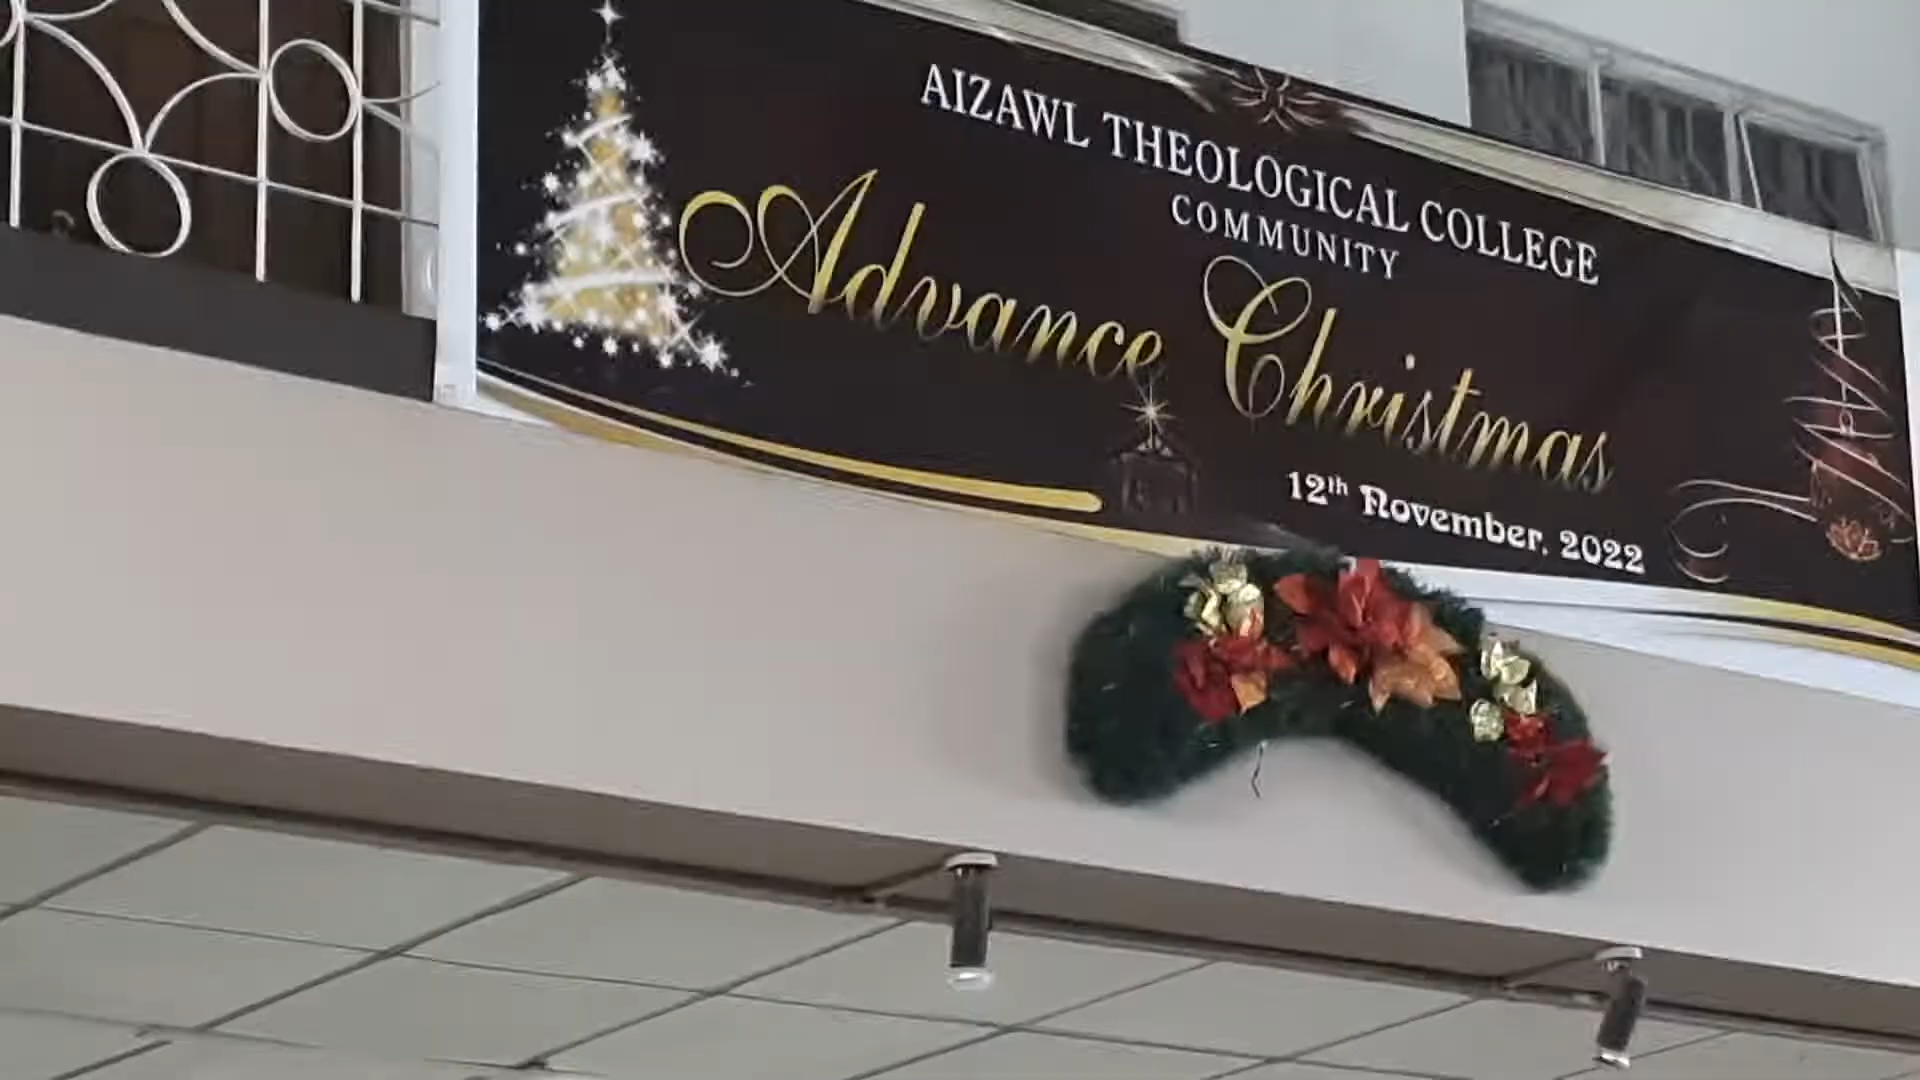 AIZAWL THEOLOGICAL COLLEGE
COMMUNITY
Advance Christmas
12th November, 2022